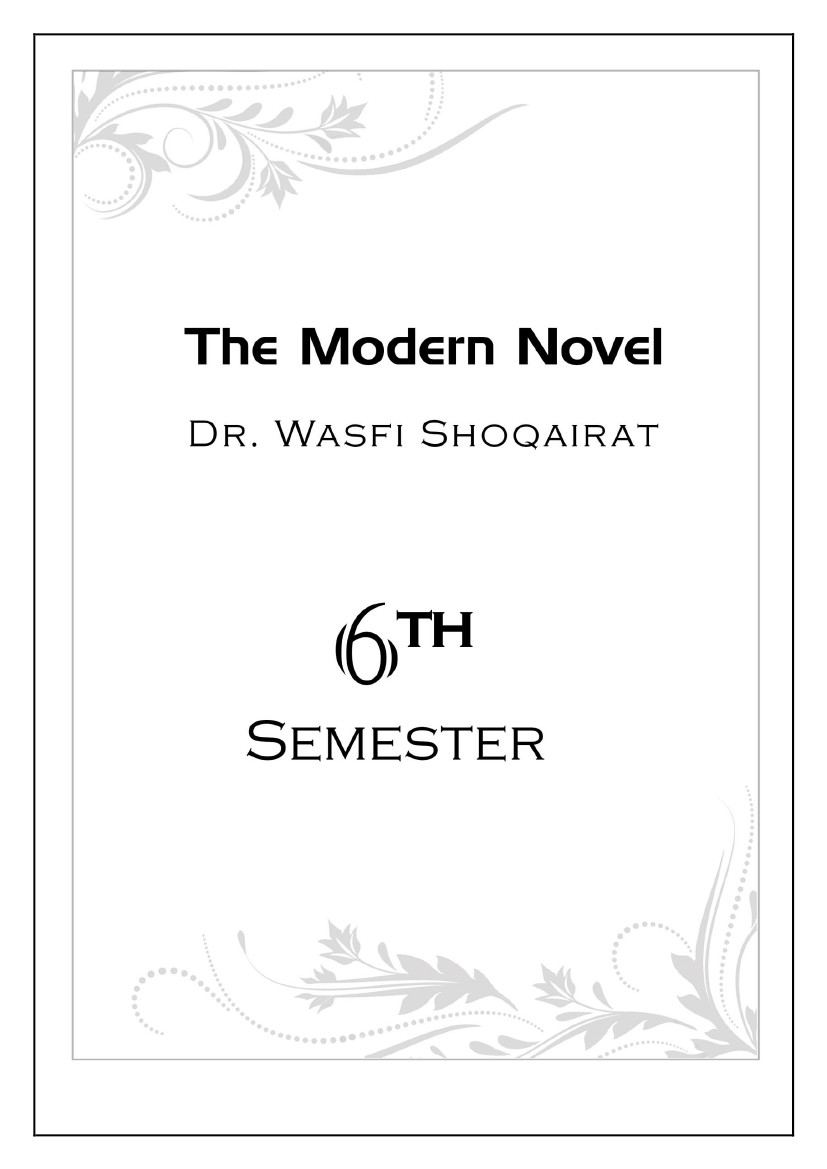 The Modern Novel
Dr. Wasfi Shoqairat
6TH
Semester